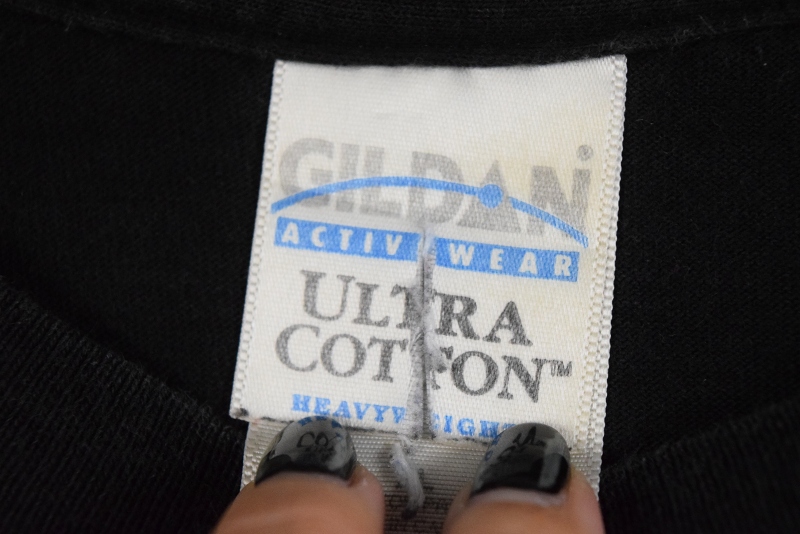 GILDAN®
ACTIVEWEAR
ULTRA
COTTON™
HEAVYWEIGHT